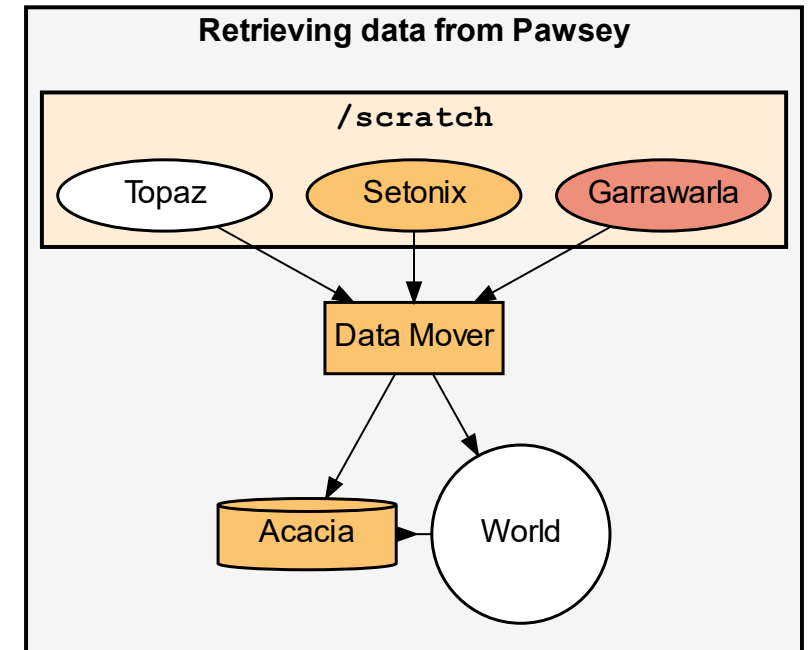 Retrieving data from Pawsey
/scratch
Topaz
Setonix
Garrawarla
Data Mover
Acacia
World